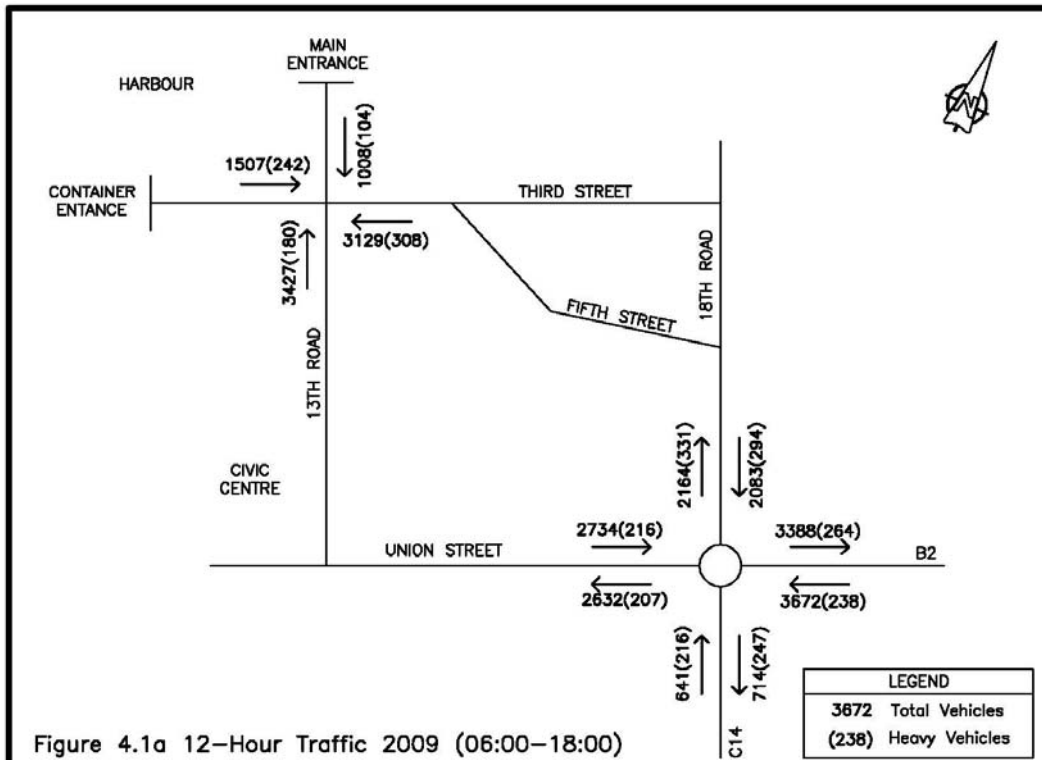 MAIN
ENTRANCE
HARBOUR
N
1008(104)
1507(242)
CONTAINER
ENTANCE
THIRD STREET
3129(308)
3427(180)
18TH ROAD
FIFTH STREET
13TH ROAD
2164(331)
2083(294)
CIVIC
CENTRE
2734(216)
3388(264)
UNION STREET
B2
2632(207)
3672(238)
641(216)
714(247)
LEGEND
3672 Total Vehicles
(238) Heavy Vehicles
C14
Figure 4.1a 12-Hour Traffic 2009 (06:00-18:00)